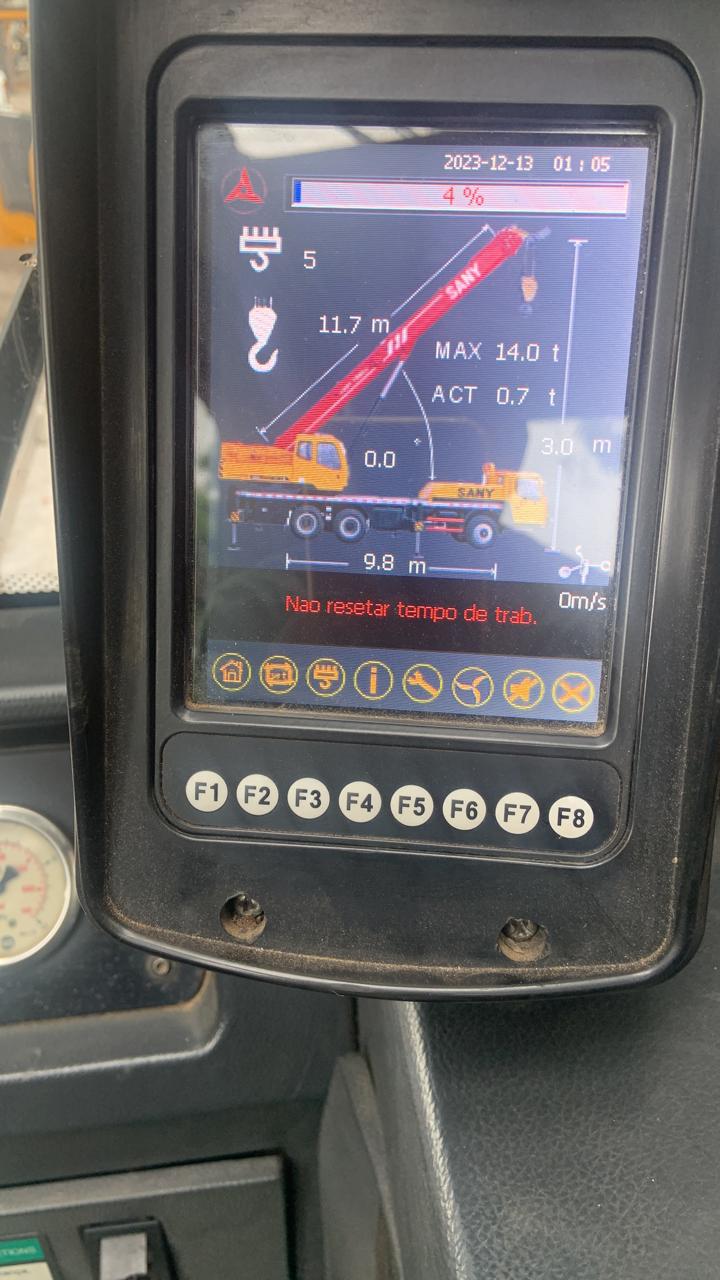 2023-12-13 01:05
4 %
5
SANY
11.7 m
MAX 14.0 t
ACT 0.7 t
3.0 m
0.0
SANY
9.8 m
0m/s
Nao resetar tempo de trab.
F1 F2 F3 F4 F5 F6 F7 F8